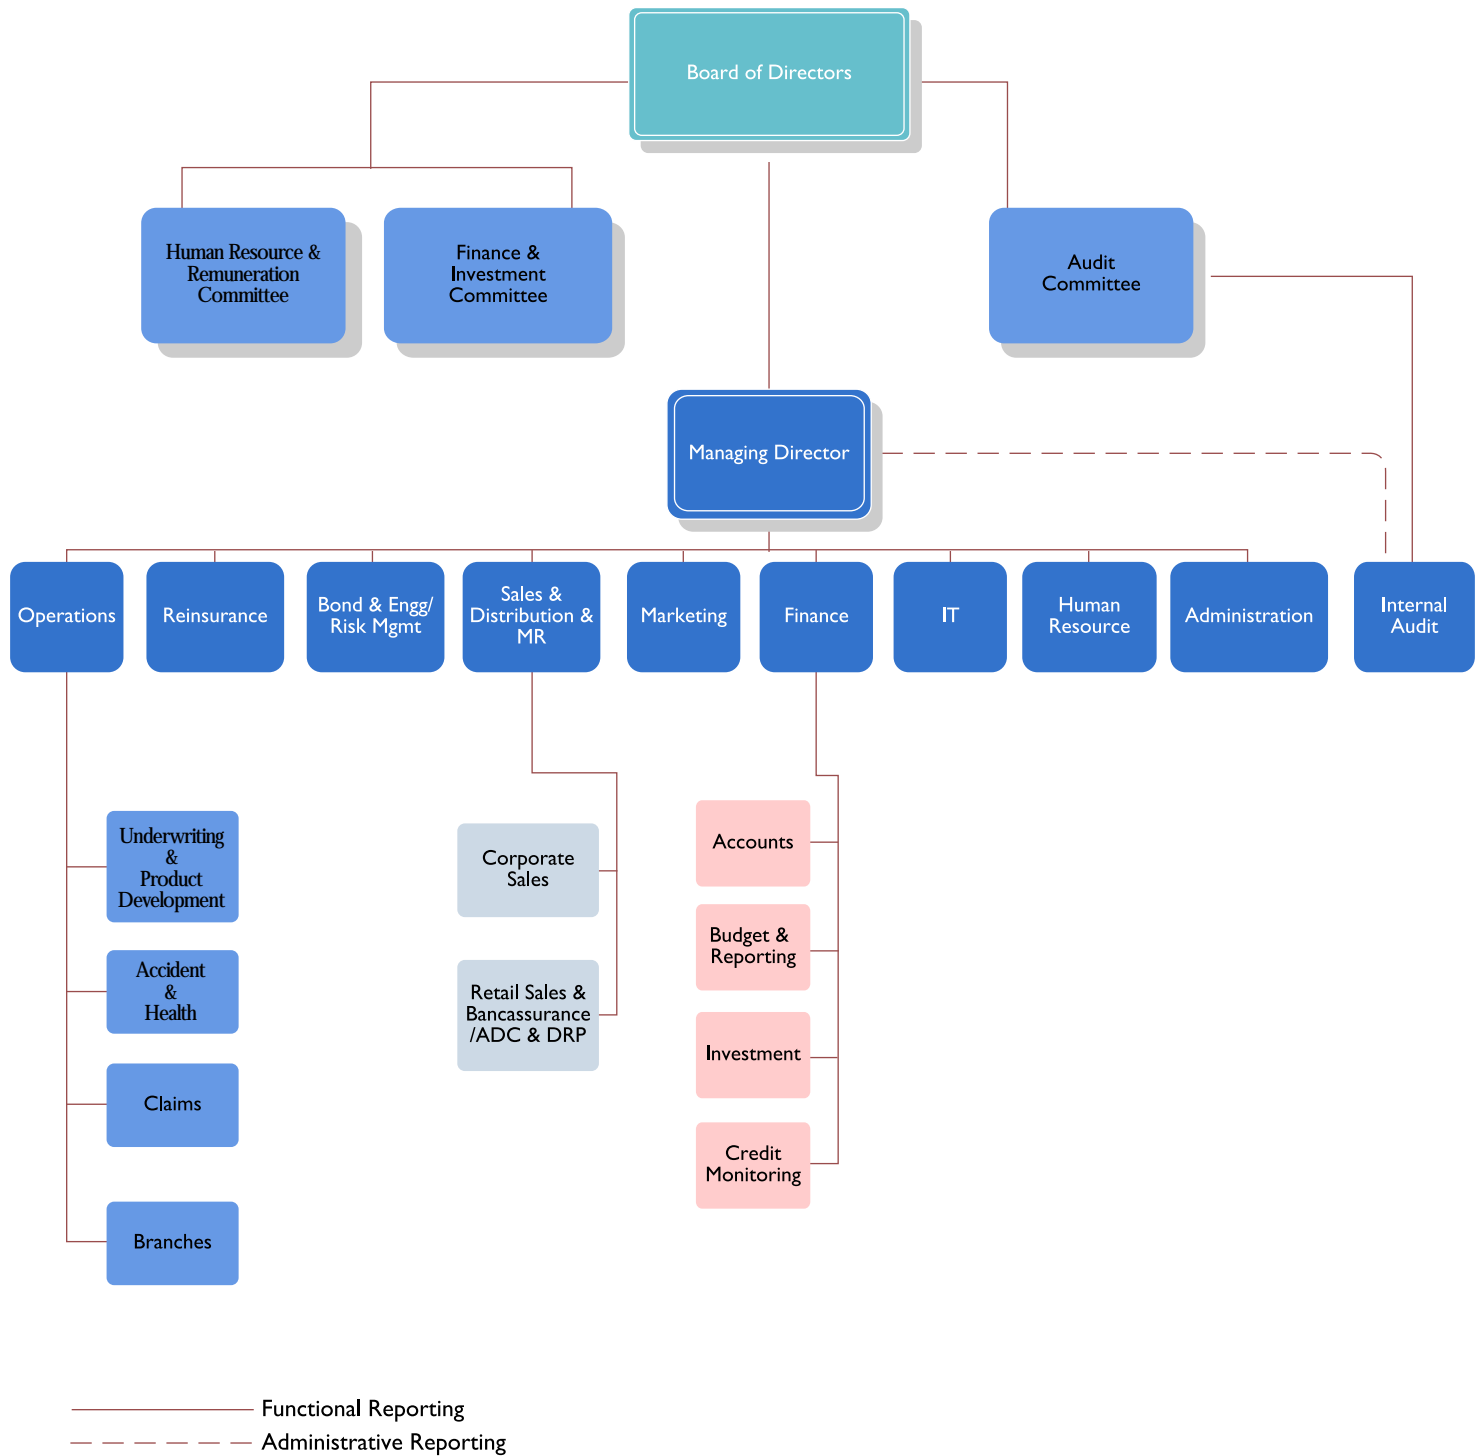 Board of Directors
Human Resource &
Remuneration
Committee
Finance &
Investment
Committee
Audit
Committee
Managing Director
Operations
Reinsurance
Bond & Engg/
Risk Mgmt
Sales &
Distribution &
MR
Marketing
Finance
IT
Human
Resource
Administration
Internal
Audit
Underwriting
&
Product
Development
Accident
&
Health
Claims
Branches
Corporate
Sales
Retail Sales &
Bancassurance
/ADC & DRP
Accounts
Budget &
Reporting
Investment
Credit
Monitoring
Functional Reporting
Administrative Reporting